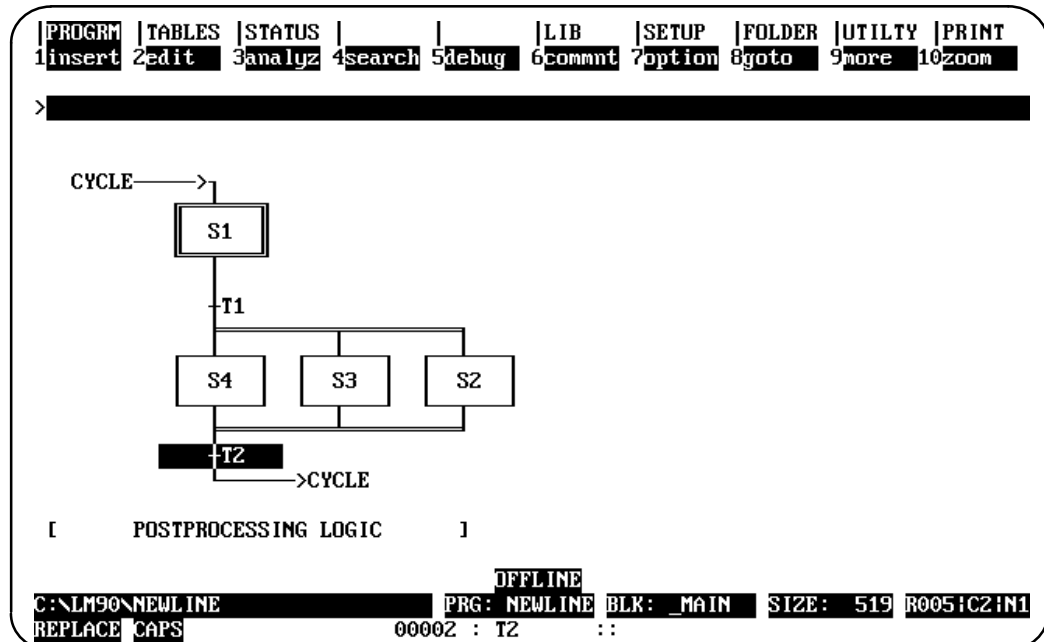 |PROGRM |TABLES |STATUS | | |LIB |SETUP |FOLDER |UTILTY |PRINT
1insert 2edit 3analyz 4search 5debug 6commnt 7option 8goto 9more 10zoom
>
CYCLE >
S1
T1
S4 S3 S2
T2
>CYCLE
[ POSTPROCESSING LOGIC ]
OFFLINE
C:\LM90\NEWLINE PRG: NEWLINE BLK: _MAIN SIZE: 519 R005¦C2¦N1
REPLACE CAPS 00002 : T2 ::